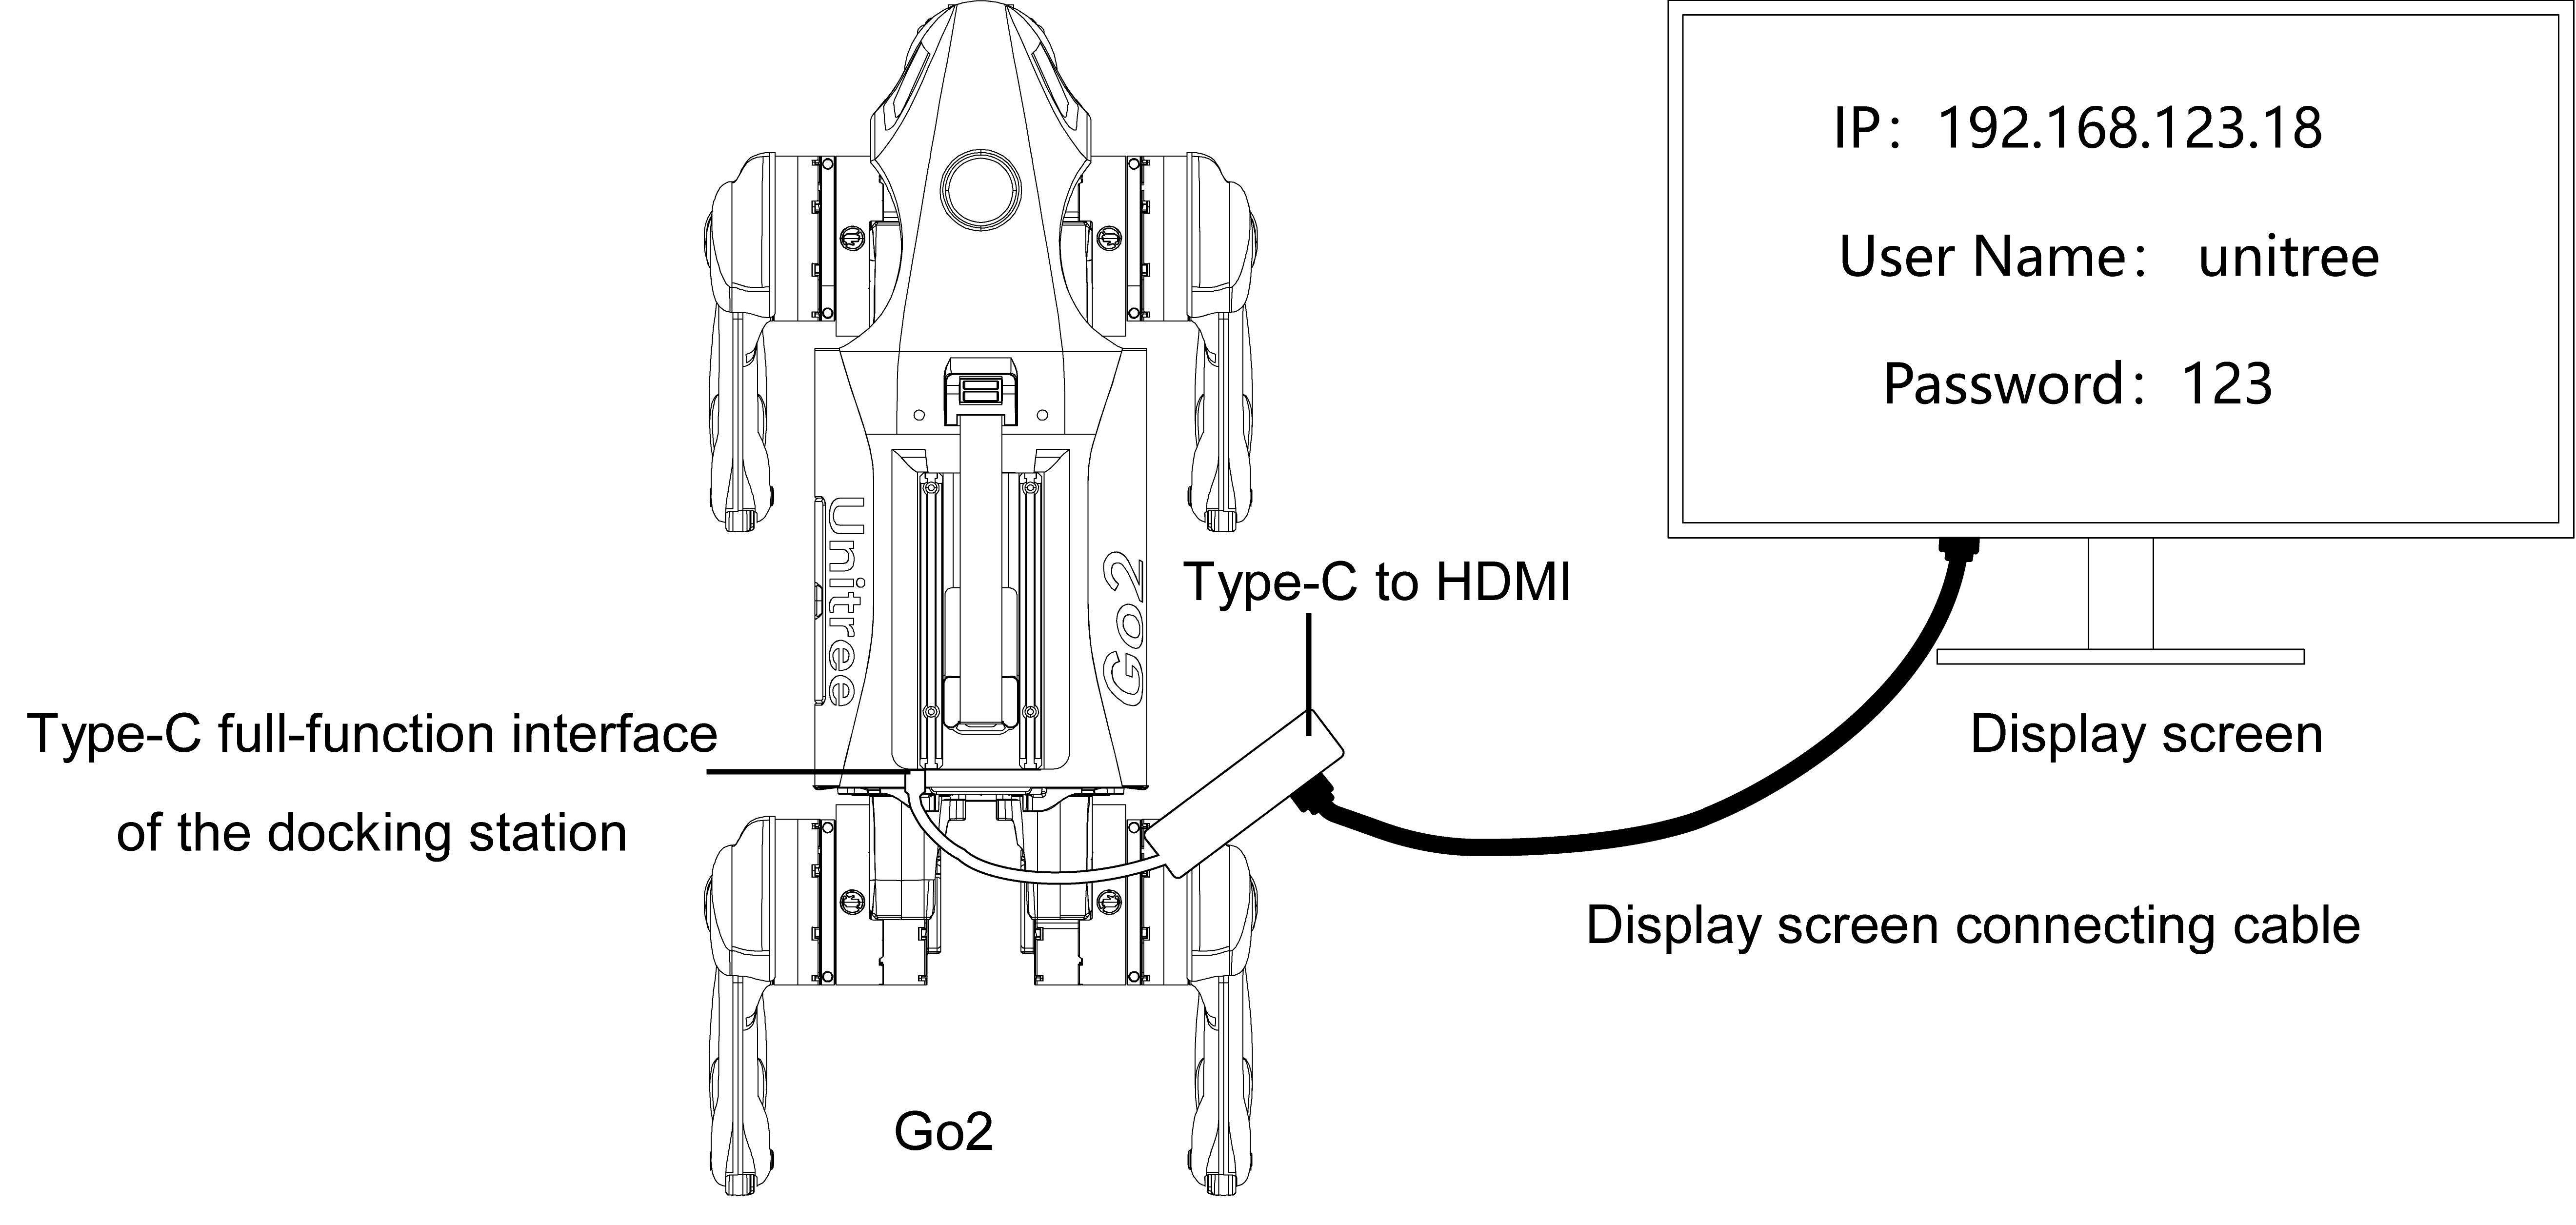 IP：192.168.123.18
User Name： unitree
Password：123
Unitree
Go2
Type-C to HDMI
Type-C full-function interface
of the docking station
Display screen
Display screen connecting cable
Go2